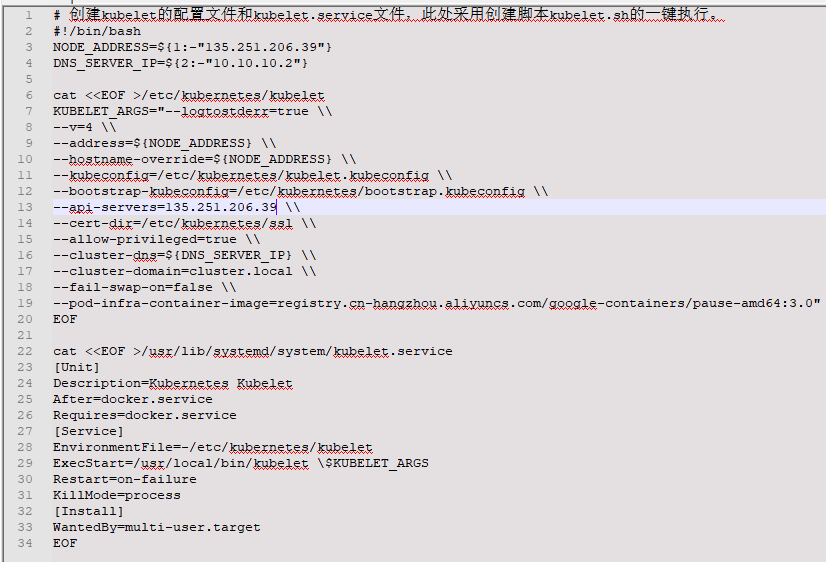 1 # 创建kubelet的配置文件和kubelet.service文件，此处采用创建脚本kubelet.sh的一键执行。
2 #!/bin/bash
3 NODE_ADDRESS=${1:-"135.251.206.39"}
4 DNS_SERVER_IP=${2:-"10.10.10.2"}
5
6 cat <<EOF >/etc/kubernetes/kubelet
7 KUBELET_ARGS="--logtostderr=true \\
8 --v=4 \\
9 --address=${NODE_ADDRESS} \\
10 --hostname-override=${NODE_ADDRESS} \\
11 --kubeconfig=/etc/kubernetes/kubelet.kubeconfig \\
12 --bootstrap-kubeconfig=/etc/kubernetes/bootstrap.kubeconfig \\
13 --api-servers=135.251.206.39 \\
14 --cert-dir=/etc/kubernetes/ssl \\
15 --allow-privileged=true \\
16 --cluster-dns=${DNS_SERVER_IP} \\
17 --cluster-domain=cluster.local \\
18 --fail-swap-on=false \\
19 --pod-infra-container-image=registry.cn-hangzhou.aliyuncs.com/google-containers/pause-amd64:3.0"
20 EOF
21
22 cat <<EOF >/usr/lib/systemd/system/kubelet.service
23 [Unit]
24 Description=Kubernetes Kubelet
25 After=docker.service
26 Requires=docker.service
27 [Service]
28 EnvironmentFile=-/etc/kubernetes/kubelet
29 ExecStart=/usr/local/bin/kubelet \$KUBELET_ARGS
30 Restart=on-failure
31 KillMode=process
32 [Install]
33 WantedBy=multi-user.target
34 EOF